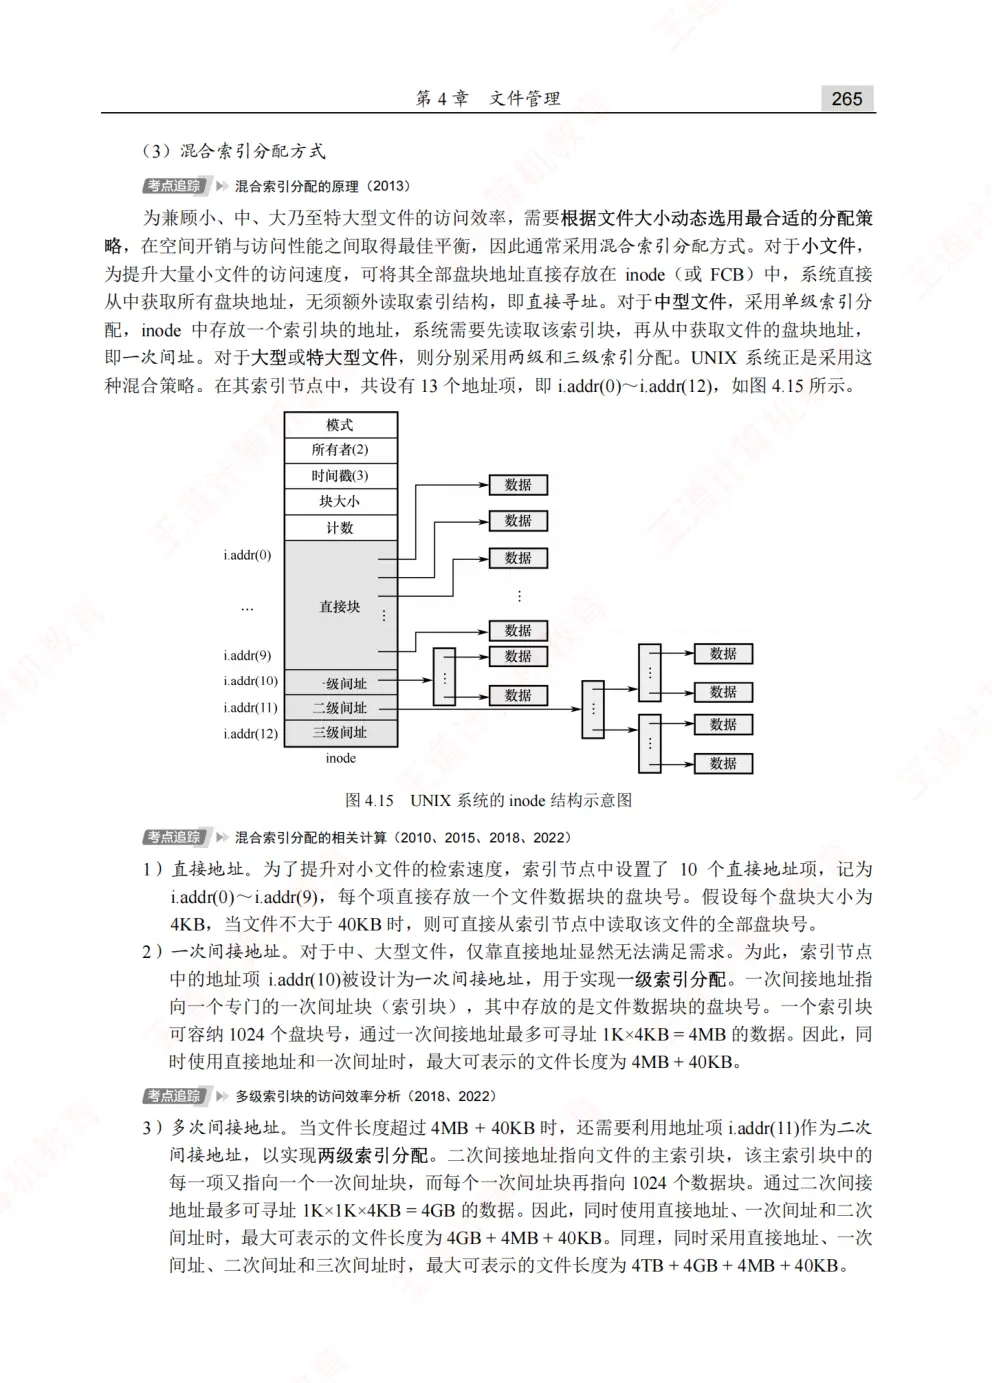 第 4 章 文件管理 265
（3）混合索引分配方式
考点追踪 混合索引分配的原理（2013）
为兼顾小、中、大乃至特大型文件的访问效率，需要根据文件大小动态选用最合适的分配策
略，在空间开销与访问性能之间取得最佳平衡，因此通常采用混合索引分配方式。对于小文件，
为提升大量小文件的访问速度，可将其全部盘块地址直接存放在 inode（或 FCB）中，系统直接
从中获取所有盘块地址，无须额外读取索引结构，即直接寻址。对于中型文件，采用单级索引分
配，inode 中存放一个索引块的地址，系统需要先读取该索引块，再从中获取文件的盘块地址，
即一次间址。对于大型或特大型文件，则分别采用两级和三级索引分配。UNIX 系统正是采用这
种混合策略。在其索引节点中，共设有 13 个地址项，即 i.addr(0)～i.addr(12)，如图 4.15 所示。
模式
所有者(2)
时间戳(3)
块大小
计数
i.addr(0)
…
直接块
⋮
i.addr(9)
i.addr(10) 一级间址
i.addr(11) 二级间址
i.addr(12) 三级间址
inode
数据
数据
数据
⋮
数据
数据
⋮
数据
⋮
数据
⋮
数据
数据
⋮
数据
图 4.15 UNIX 系统的 inode 结构示意图
考点追踪 混合索引分配的相关计算（2010、2015、2018、2022）
1）直接地址。为了提升对小文件的检索速度，索引节点中设置了 10 个直接地址项，记为
i.addr(0)～i.addr(9)，每个项直接存放一个文件数据块的盘块号。假设每个盘块大小为
4KB，当文件不大于 40KB 时，则可直接从索引节点中读取该文件的全部盘块号。
2）一次间接地址。对于中、大型文件，仅靠直接地址显然无法满足需求。为此，索引节点
中的地址项 i.addr(10)被设计为一次间接地址，用于实现一级索引分配。一次间接地址指
向一个专门的一次间址块（索引块），其中存放的是文件数据块的盘块号。一个索引块
可容纳 1024 个盘块号，通过一次间接地址最多可寻址 1K×4KB = 4MB 的数据。因此，同
时使用直接地址和一次间址时，最大可表示的文件长度为 4MB + 40KB。
考点追踪 多级索引块的访问效率分析（2018、2022）
3）多次间接地址。当文件长度超过 4MB + 40KB 时，还需要利用地址项 i.addr(11)作为二次
间接地址，以实现两级索引分配。二次间接地址指向文件的主索引块，该主索引块中的
每一项又指向一个一次间址块，而每个一次间址块再指向 1024 个数据块。通过二次间接
地址最多可寻址 1K×1K×4KB = 4GB 的数据。因此，同时使用直接地址、一次间址和二次
间址时，最大可表示的文件长度为 4GB + 4MB + 40KB。同理，同时采用直接地址、一次
间址、二次间址和三次间址时，最大可表示的文件长度为 4TB + 4GB + 4MB + 40KB。
王道计算机教育